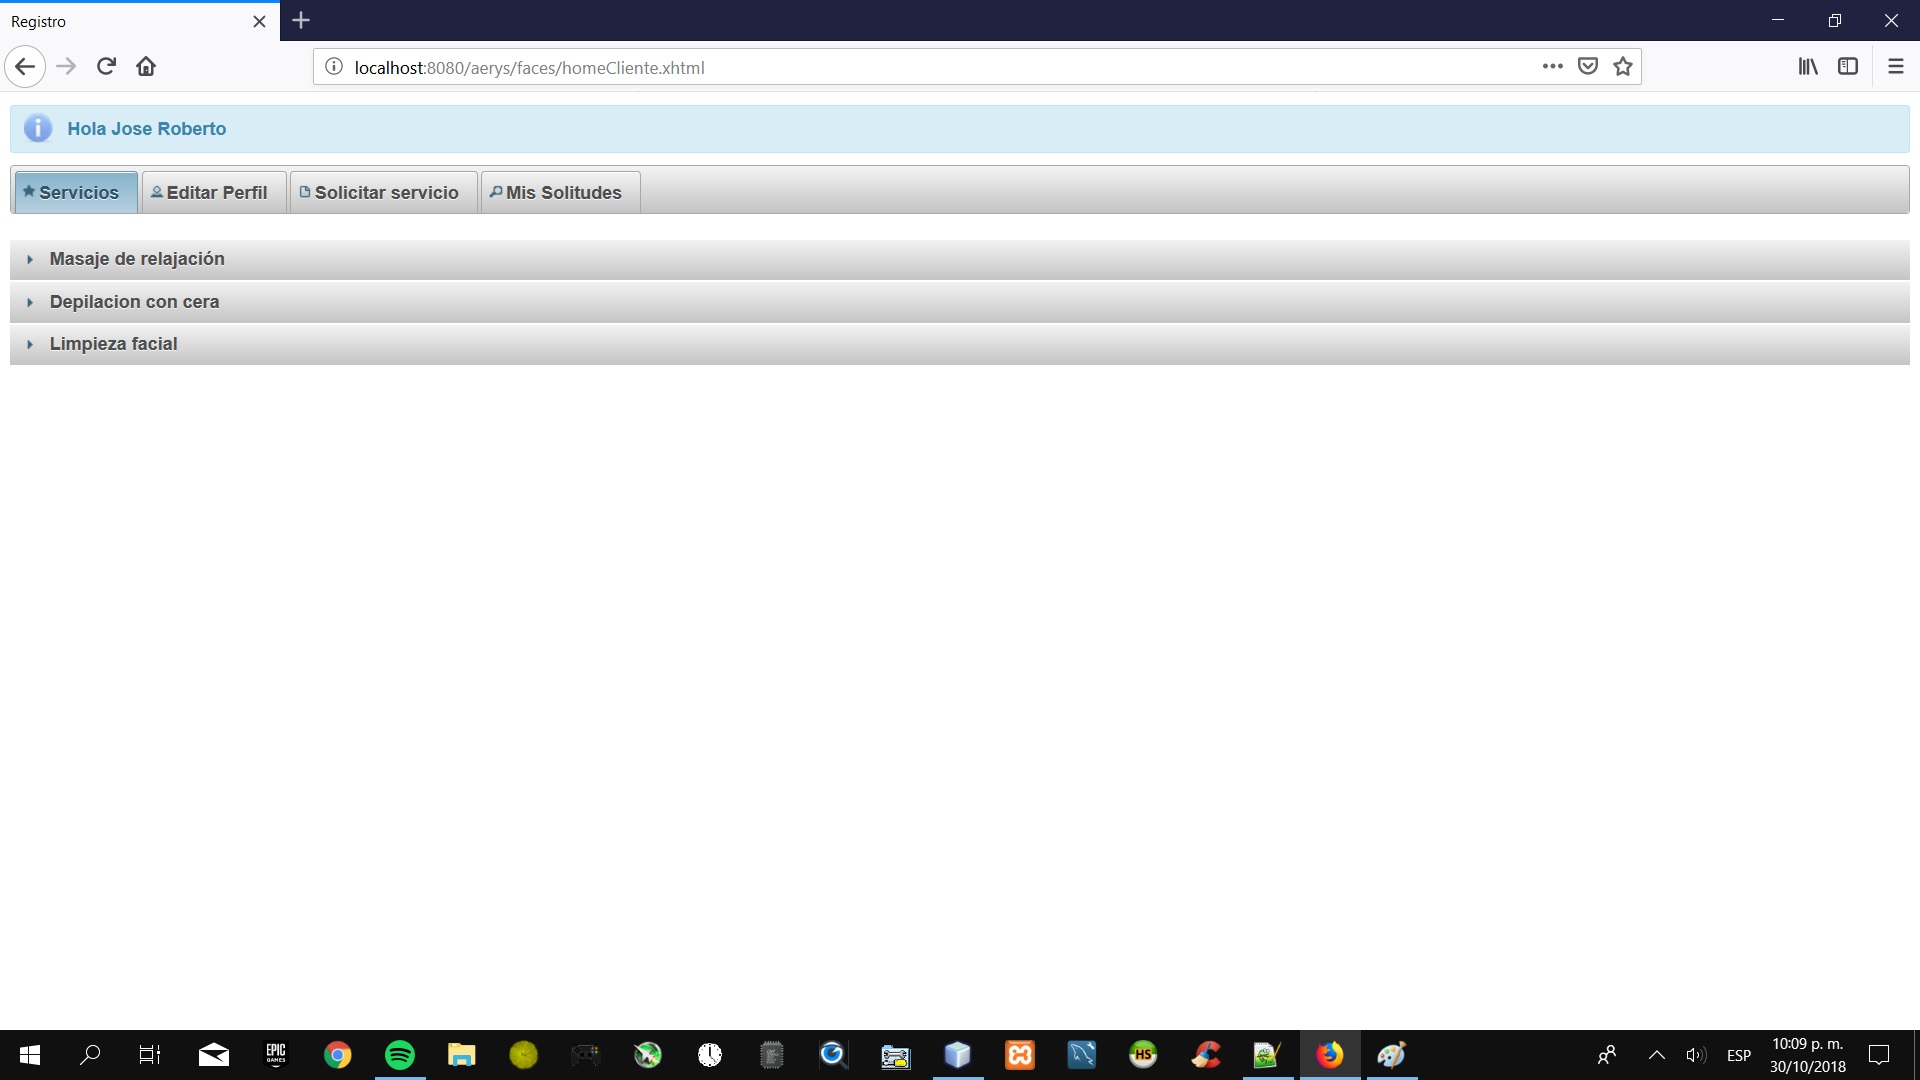 Registro
localhost:8080/aerys/faces/homeCliente.xhtml
Hola Jose Roberto
Servicios
Editar Perfil
Solicitar servicio
Mis Solitudes
Masaje de relajación
Depilacion con cera
Limpieza facial
EPIC
GAMES
HS
ESP
10:09 p. m.
30/10/2018